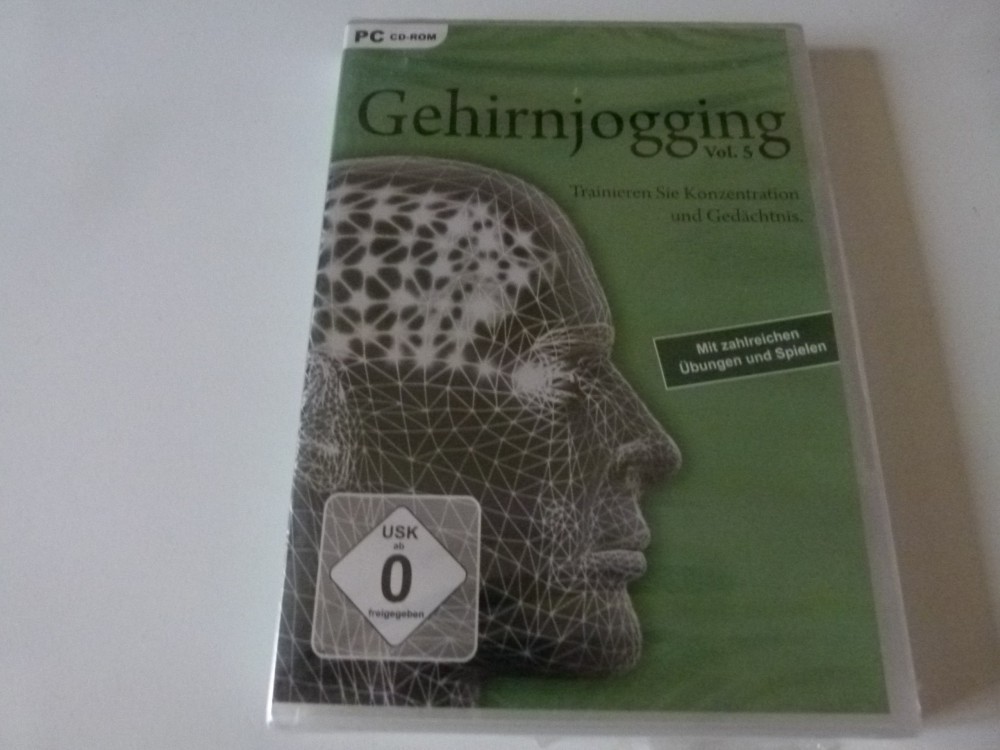 PC CD-ROM
Gehirnjogging
Vol. 5
Trainieren Sie Konzentration
und Gedächtnis.
Mit zahlreichen
Übungen und Spielen
USK
ab
0
freigegeben